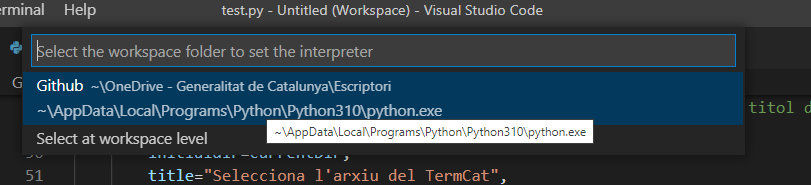 erminal Help test.py - Untitled (Workspace) - Visual Studio Code
Select the workspace folder to set the interpreter
G
Github ~\OneDrive - Generalitat de Catalunya\Escriptori
~\AppData\Local\Programs\Python\Python310\python.exe
titol d
~\AppData\Local\Programs\Python\Python310\python.exe
Select at workspace level
50 initialdir=currentDir,
51 title="Selecciona l'arxiu del TermCat",